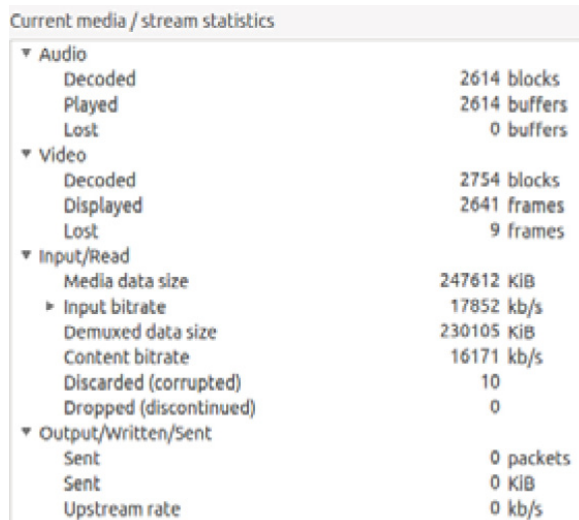 Current media / stream statistics
Audio
Decoded 2614 blocks
Played 2614 buffers
Lost 0 buffers
Video
Decoded 2754 blocks
Displayed 2641 frames
Lost 9 frames
Input/Read
Media data size 247612 KiB
Input bitrate 17852 kb/s
Demuxed data size 230105 KiB
Content bitrate 16171 kb/s
Discarded (corrupted) 10
Dropped (discontinued) 0
Output/Written/Sent
Sent 0 packets
Sent 0 KiB
Upstream rate 0 kb/s